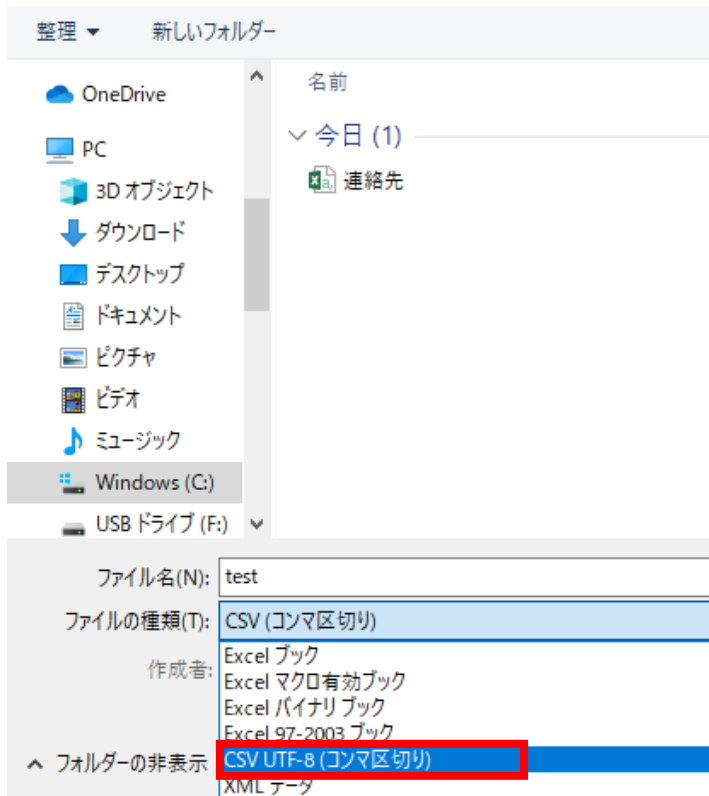 整理 新しいフォルダー
OneDrive
PC
3D オブジェクト
ダウンロード
デスクトップ
ドキュメント
ピクチャ
ビデオ
ミュージック
Windows (C:)
USB ドライブ (F:)
名前
今日 (1)
連絡先
ファイル名(N): test
ファイルの種類(T): CSV (コンマ区切り)
作成者:
Excel ブック
Excel マクロ有効ブック
Excel バイナリ ブック
Excel 97-2003 ブック
CSV UTF-8 (コンマ区切り)
XML データ
フォルダーの非表示